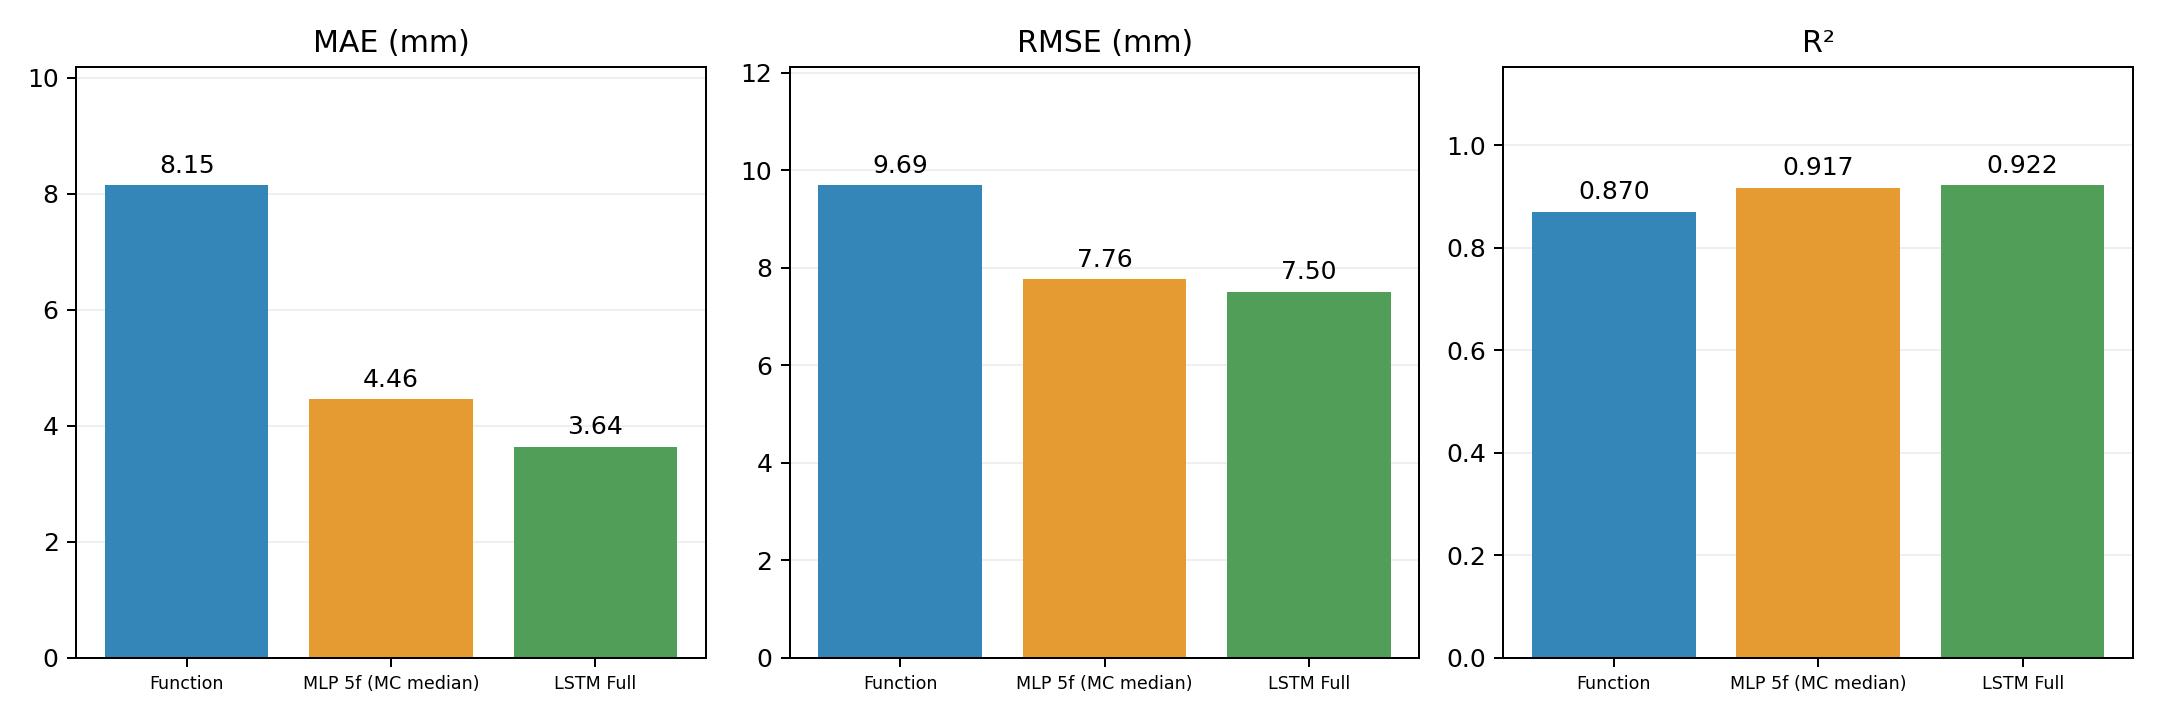 MAE (mm)
10
8
6
4
2
0
8.15
4.46
3.64
Function
MLP 5f (MC median)
LSTM Full
RMSE (mm)
12
10
8
6
4
2
0
9.69
7.76
7.50
Function
MLP 5f (MC median)
LSTM Full
R²
1.0
0.8
0.6
0.4
0.2
0.0
0.870
0.917
0.922
Function
MLP 5f (MC median)
LSTM Full